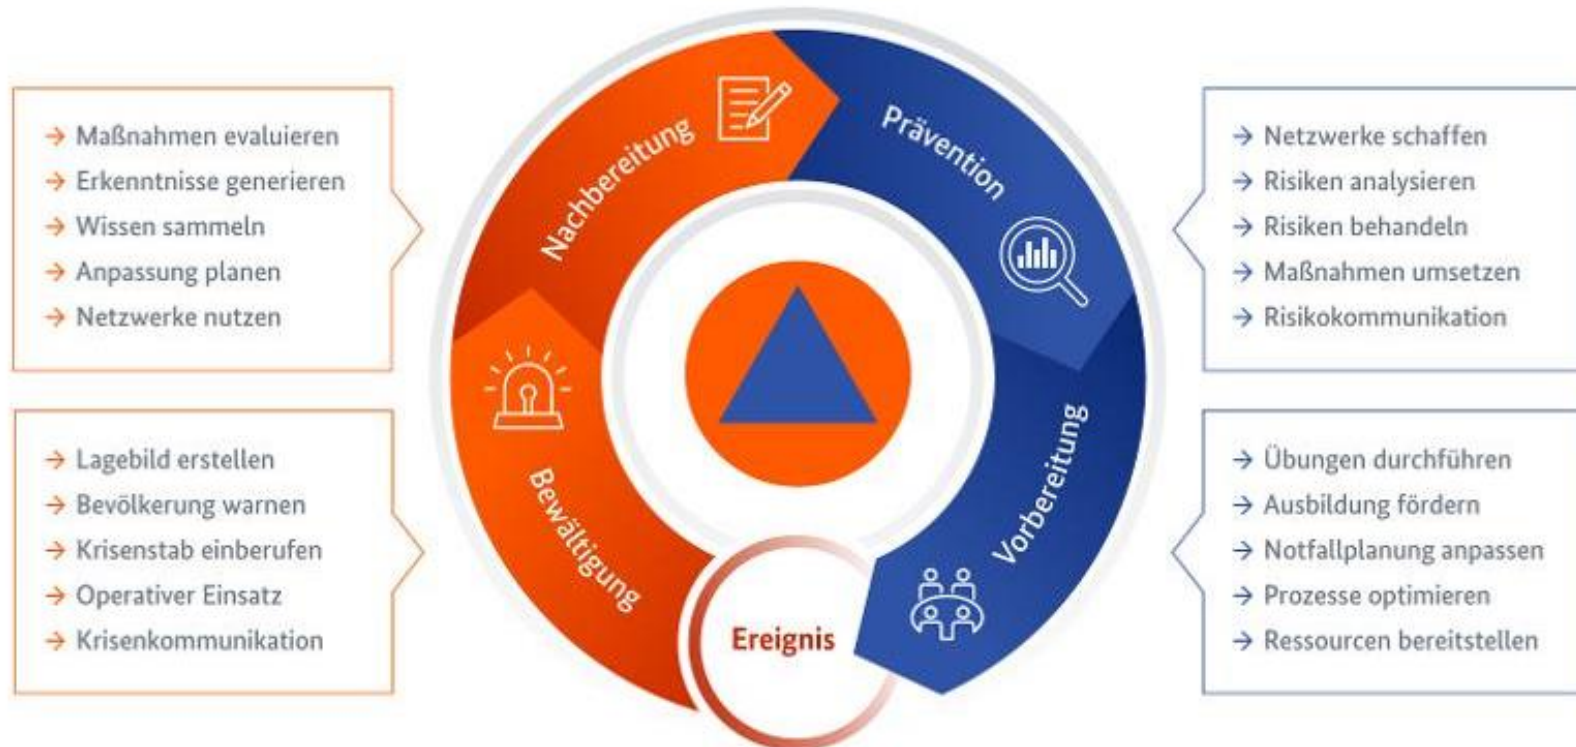 → Maßnahmen evaluieren
→ Erkenntnisse generieren
→ Wissen sammeln
→ Anpassung planen
→ Netzwerke nutzen
→ Lagebild erstellen
→ Bevölkerung warnen
→ Krisenstab einberufen
→ Operativer Einsatz
→ Krisenkommunikation
Nachbereitung
Prävention
Bewältigung
Vorbereitung
Ereignis
→ Netzwerke schaffen
→ Risiken analysieren
→ Risiken behandeln
→ Maßnahmen umsetzen
→ Risikokommunikation
→ Übungen durchführen
→ Ausbildung fördern
→ Notfallplanung anpassen
→ Prozesse optimieren
→ Ressourcen bereitstellen